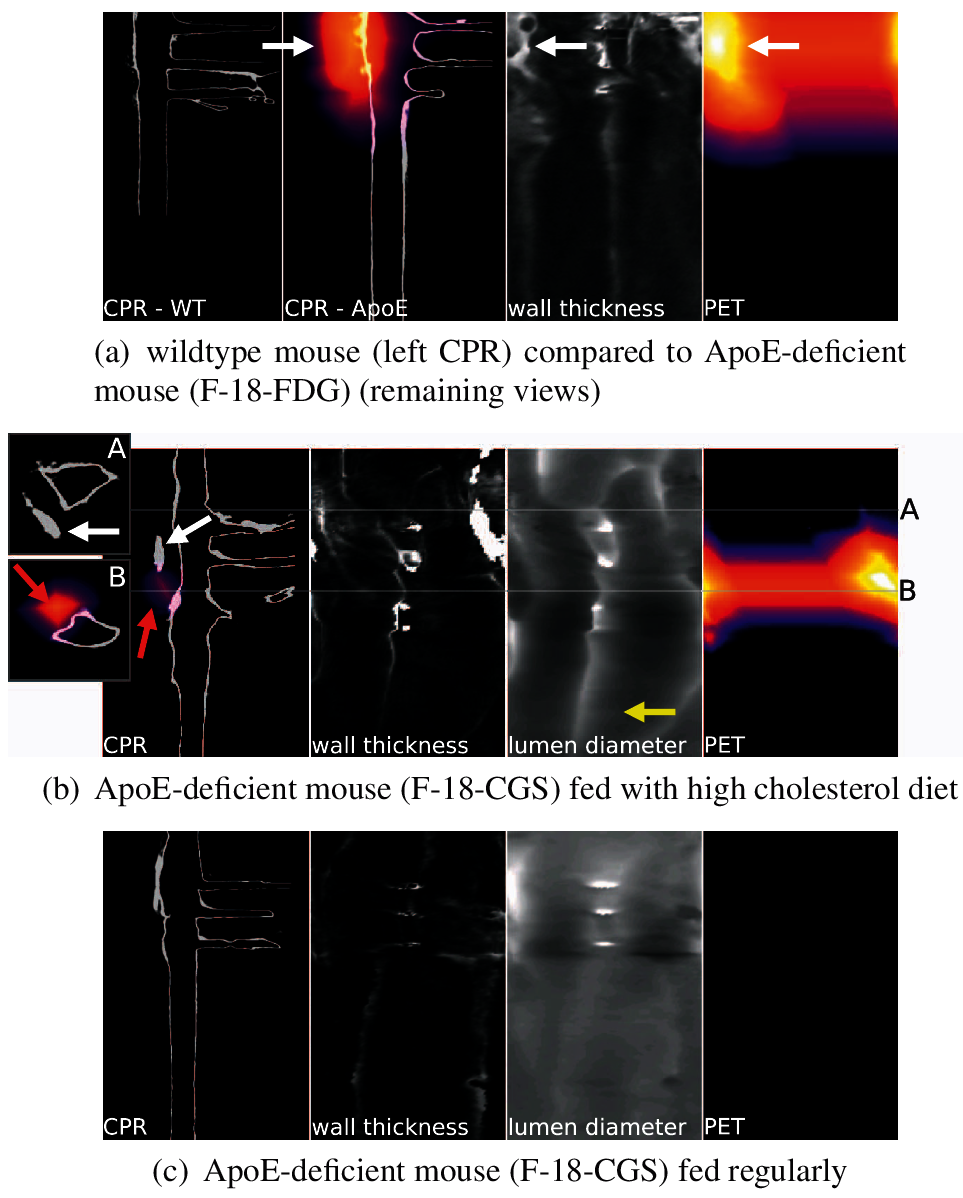 CPR - WT CPR - ApoE wall thickness PET
(a) wildtype mouse (left CPR) compared to ApoE-deficient
mouse (F-18-FDG) (remaining views)
A
A
B
B
CPR wall thickness lumen diameter PET
(b) ApoE-deficient mouse (F-18-CGS) fed with high cholesterol diet
CPR wall thickness lumen diameter PET
(c) ApoE-deficient mouse (F-18-CGS) fed regularly